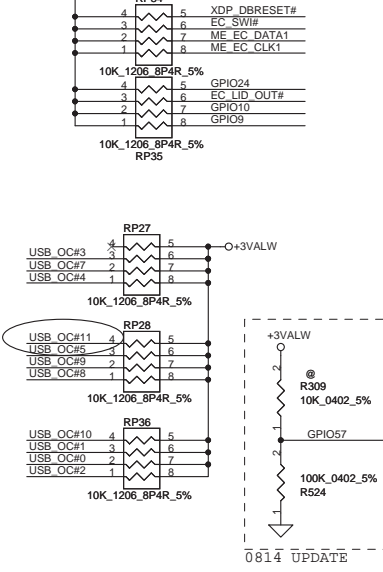 4 5 XDP_DBRESET#
3 6 EC_SWI#
2 7 ME_EC_DATA1
1 8 ME_EC_CLK1
10K_1206_8P4R_5%
4 5 GPIO24
3 6 EC_LID_OUT#
2 7 GPIO10
1 8 GPIO9
10K_1206_8P4R_5%
RP35
RP27
4 5 +3VALW
USB_OC#3 3 6
USB_OC#7 2 7
USB_OC#4 1 8
10K_1206_8P4R_5%
RP28
USB_OC#11 4 5
USB_OC#5 3 6
USB_OC#9 2 7
USB_OC#8 1 8
10K_1206_8P4R_5%
RP36
USB_OC#10 4 5
USB_OC#1 3 6
USB_OC#0 2 7
USB_OC#2 1 8
10K_1206_8P4R_5%
+3VALW
2
@
R309
10K_0402_5%
1
GPIO57
2
100K_0402_5%
R524
1
0814 UPDATE